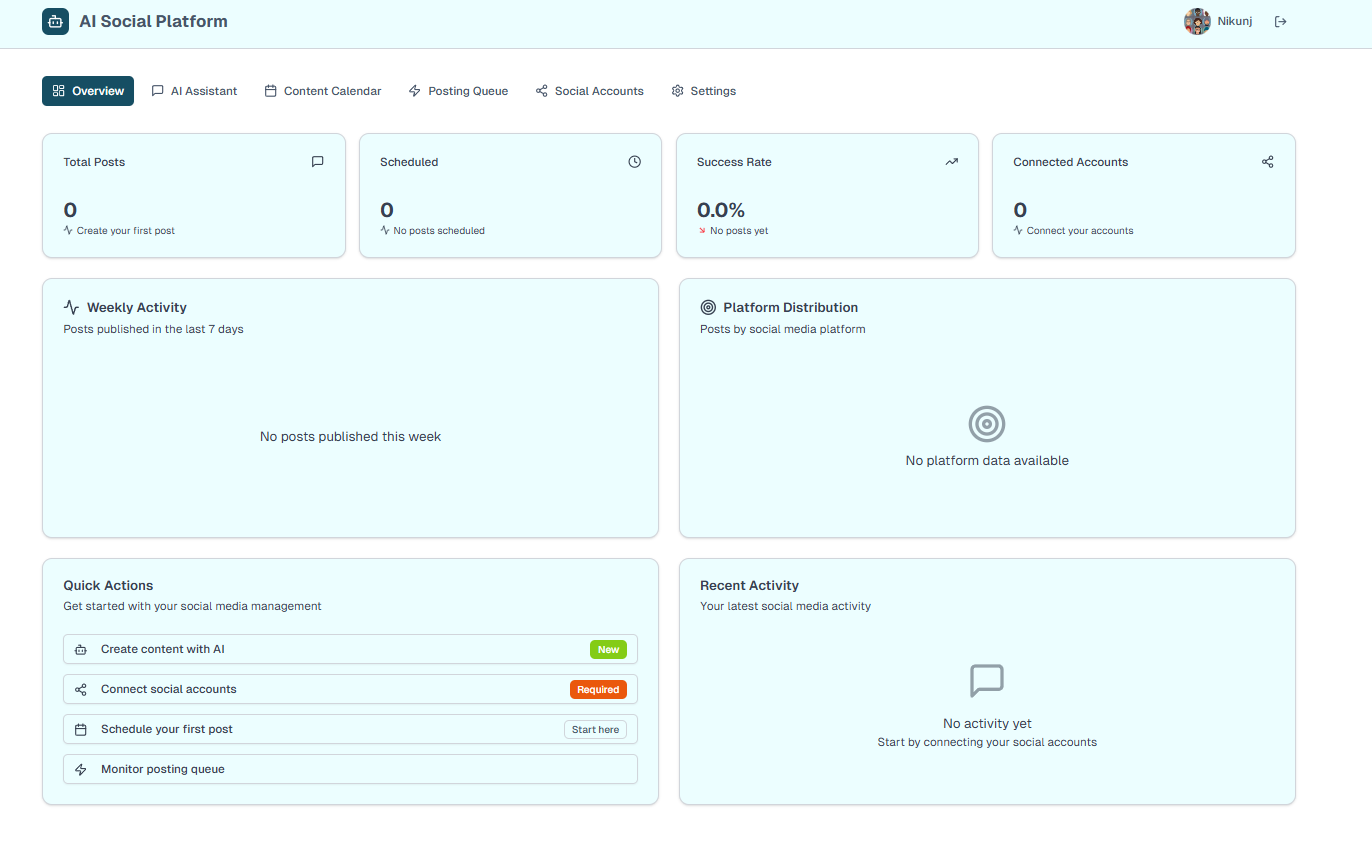 AI Social Platform
Nikunj
Overview
AI Assistant
Content Calendar
Posting Queue
Social Accounts
Settings
Total Posts
0
Create your first post
Scheduled
0
No posts scheduled
Success Rate
0.0%
No posts yet
Connected Accounts
0
Connect your accounts
Weekly Activity
Posts published in the last 7 days
No posts published this week
Platform Distribution
Posts by social media platform
No platform data available
Quick Actions
Get started with your social media management
Create content with AI
New
Connect social accounts
Required
Schedule your first post
Start here
Monitor posting queue
Recent Activity
Your latest social media activity
No activity yet
Start by connecting your social accounts